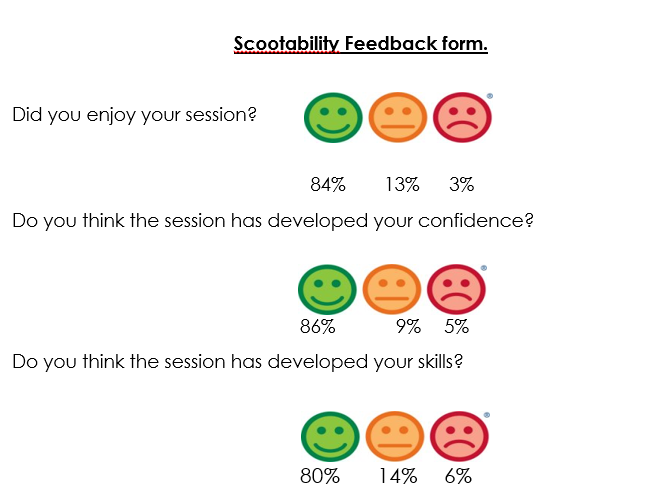 Scootability Feedback form.
Did you enjoy your session?
®
84% 13% 3%
Do you think the session has developed your confidence?
®
86% 9% 5%
Do you think the session has developed your skills?
®
80% 14% 6%